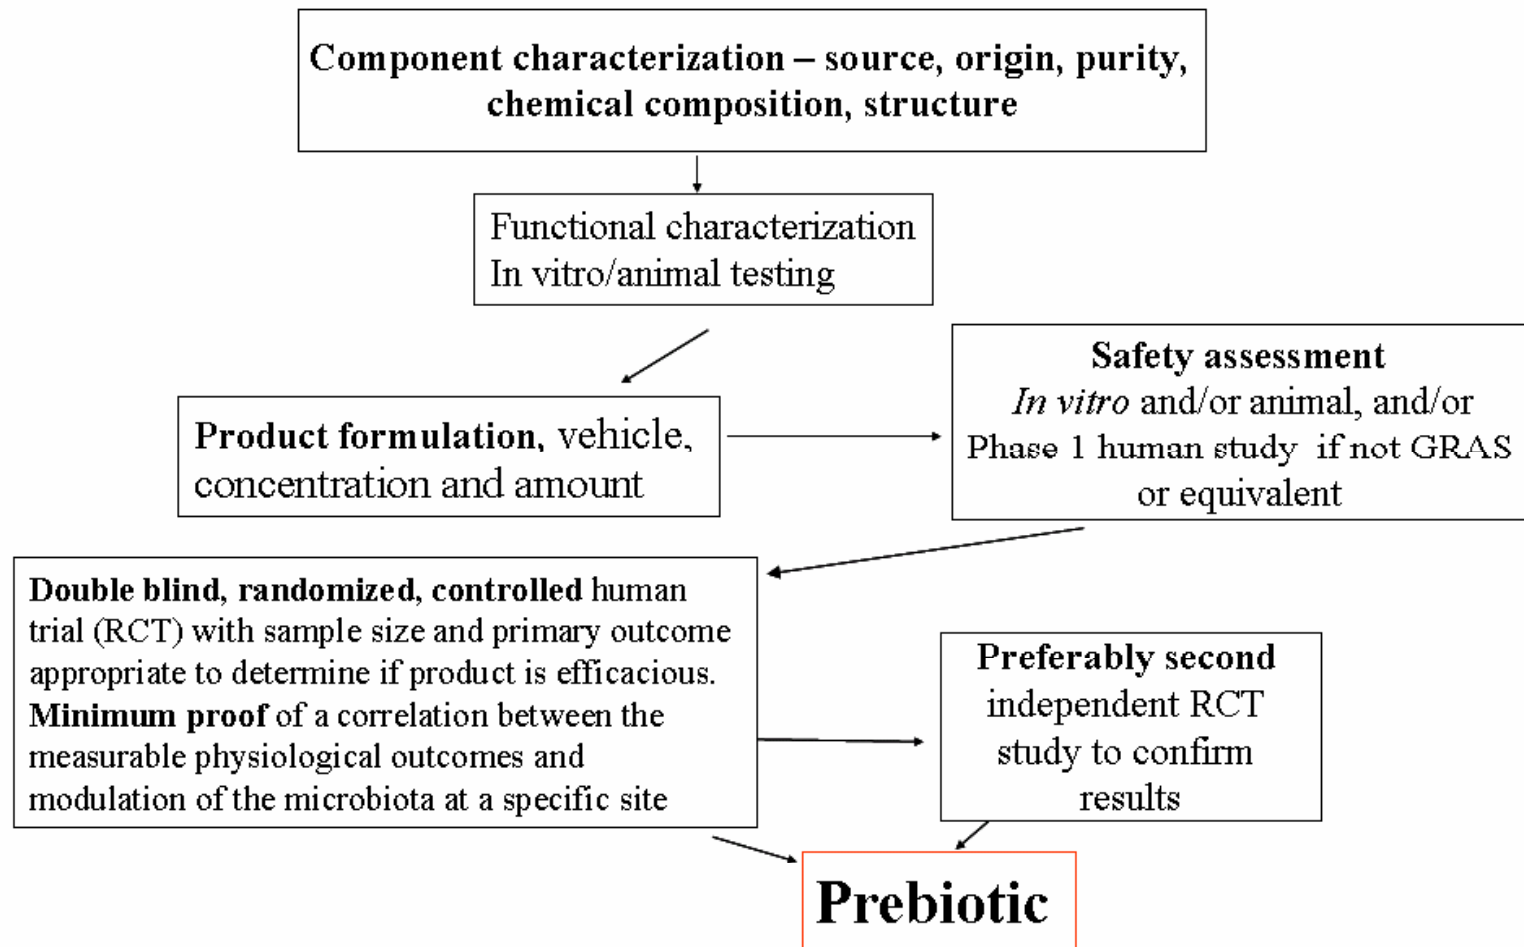 Component characterization – source, origin, purity,
chemical composition, structure
Functional characterization
In vitro/animal testing
Safety assessment
In vitro and/or animal, and/or
Phase 1 human study if not GRAS
or equivalent
Product formulation, vehicle,
concentration and amount
Double blind, randomized, controlled human
trial (RCT) with sample size and primary outcome
appropriate to determine if product is efficacious.
Minimum proof of a correlation between the
measurable physiological outcomes and
modulation of the microbiota at a specific site
Preferably second
independent RCT
study to confirm
results
Prebiotic